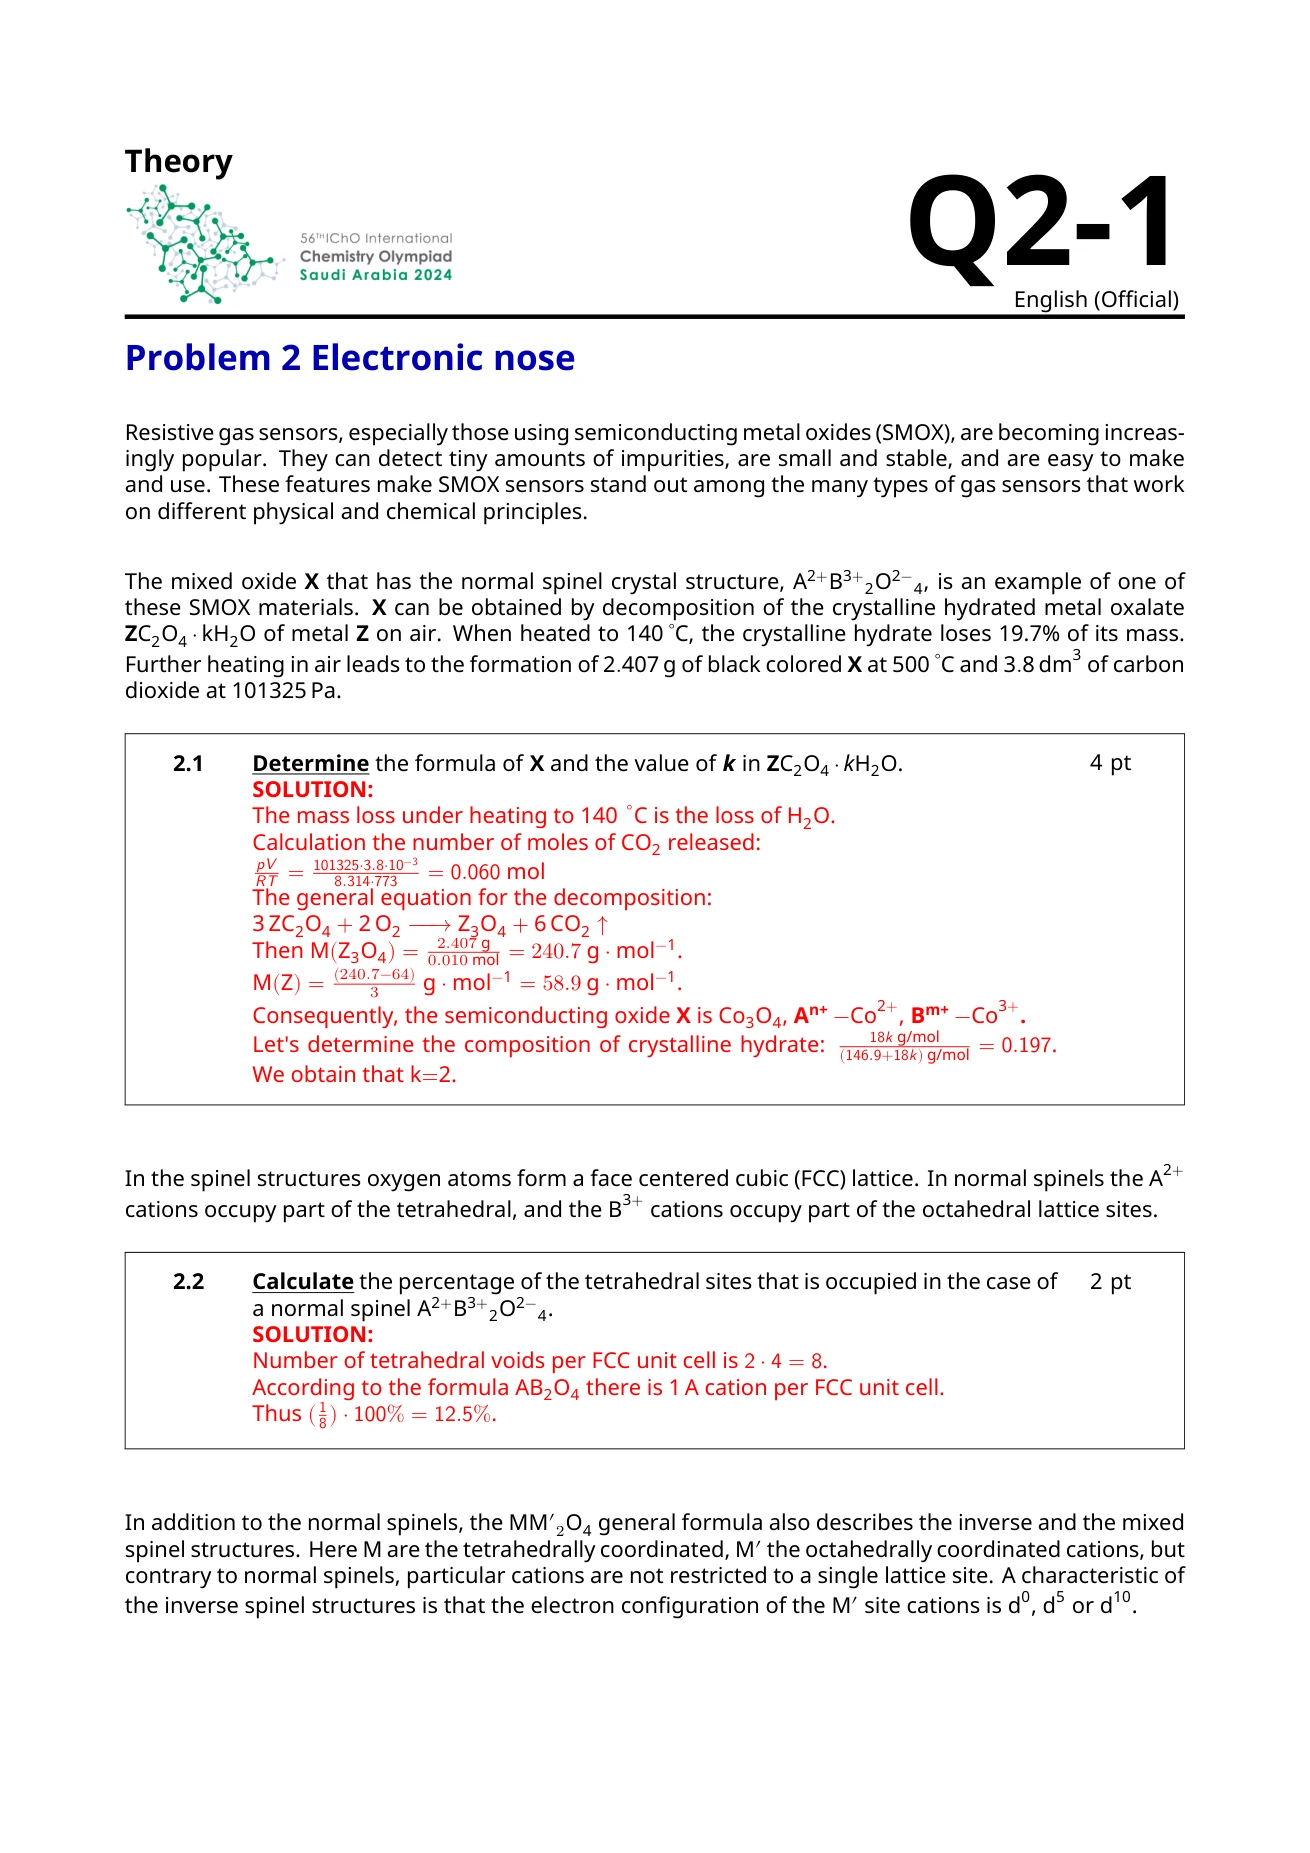 Theory
56ᵀᴴIChO International
Chemistry Olympiad
Saudi Arabia 2024
Q2-1
English (Official)
Problem 2 Electronic nose
Resistive gas sensors, especially those using semiconducting metal oxides (SMOX), are becoming increas-
ingly popular. They can detect tiny amounts of impurities, are small and stable, and are easy to make
and use. These features make SMOX sensors stand out among the many types of gas sensors that work
on different physical and chemical principles.
The mixed oxide X that has the normal spinel crystal structure, A²⁺B³⁺₂O²⁻₄, is an example of one of
these SMOX materials. X can be obtained by decomposition of the crystalline hydrated metal oxalate
ZC₂O₄ · kH₂O of metal Z on air. When heated to 140 °C, the crystalline hydrate loses 19.7% of its mass.
Further heating in air leads to the formation of 2.407 g of black colored X at 500 °C and 3.8 dm³ of carbon
dioxide at 101325 Pa.
2.1 Determine the formula of X and the value of k in ZC₂O₄ · kH₂O. 4 pt
SOLUTION:
The mass loss under heating to 140 °C is the loss of H₂O.
Calculation the number of moles of CO₂ released:
pV/RT = 101325·3.8·10⁻³/8.314·773 = 0.060 mol
The general equation for the decomposition:
3 ZC₂O₄ + 2 O₂ ⟶ Z₃O₄ + 6 CO₂ ↑
Then M(Z₃O₄) = 2.407 g/0.010 mol = 240.7 g · mol⁻¹.
M(Z) = (240.7−64)/3 g · mol⁻¹ = 58.9 g · mol⁻¹.
Consequently, the semiconducting oxide X is Co₃O₄, Aⁿ⁺ −Co²⁺, Bᵐ⁺ −Co³⁺.
Let's determine the composition of crystalline hydrate: 18k g/mol/(146.9+18k) g/mol = 0.197.
We obtain that k=2.
In the spinel structures oxygen atoms form a face centered cubic (FCC) lattice. In normal spinels the A²⁺
cations occupy part of the tetrahedral, and the B³⁺ cations occupy part of the octahedral lattice sites.
2.2 Calculate the percentage of the tetrahedral sites that is occupied in the case of 2 pt
a normal spinel A²⁺B³⁺₂O²⁻₄.
SOLUTION:
Number of tetrahedral voids per FCC unit cell is 2 · 4 = 8.
According to the formula AB₂O₄ there is 1 A cation per FCC unit cell.
Thus (1/8) · 100% = 12.5%.
In addition to the normal spinels, the MM′₂O₄ general formula also describes the inverse and the mixed
spinel structures. Here M are the tetrahedrally coordinated, M′ the octahedrally coordinated cations, but
contrary to normal spinels, particular cations are not restricted to a single lattice site. A characteristic of
the inverse spinel structures is that the electron configuration of the M′ site cations is d⁰, d⁵ or d¹⁰.